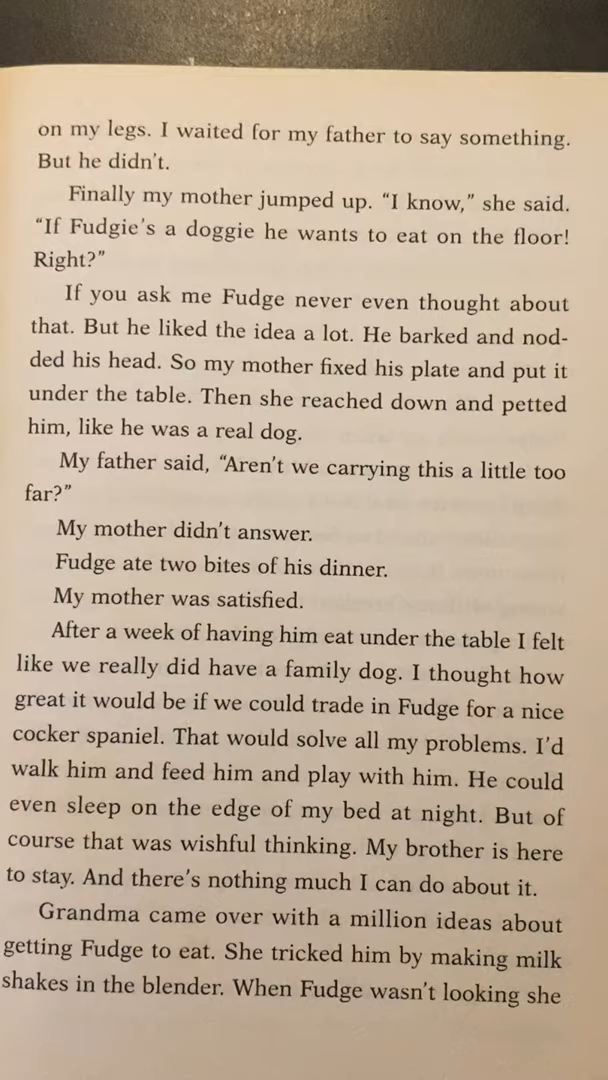 on my legs. I waited for my father to say something.
But he didn't.
Finally my mother jumped up. “I know,” she said.
“If Fudgie's a doggie he wants to eat on the floor!
Right?”
If you ask me Fudge never even thought about
that. But he liked the idea a lot. He barked and nod-
ded his head. So my mother fixed his plate and put it
under the table. Then she reached down and petted
him, like he was a real dog.
My father said, “Aren't we carrying this a little too
far?”
My mother didn't answer.
Fudge ate two bites of his dinner.
My mother was satisfied.
After a week of having him eat under the table I felt
like we really did have a family dog. I thought how
great it would be if we could trade in Fudge for a nice
cocker spaniel. That would solve all my problems. I'd
walk him and feed him and play with him. He could
even sleep on the edge of my bed at night. But of
course that was wishful thinking. My brother is here
to stay. And there's nothing much I can do about it.
Grandma came over with a million ideas about
getting Fudge to eat. She tricked him by making milk
shakes in the blender. When Fudge wasn't looking she